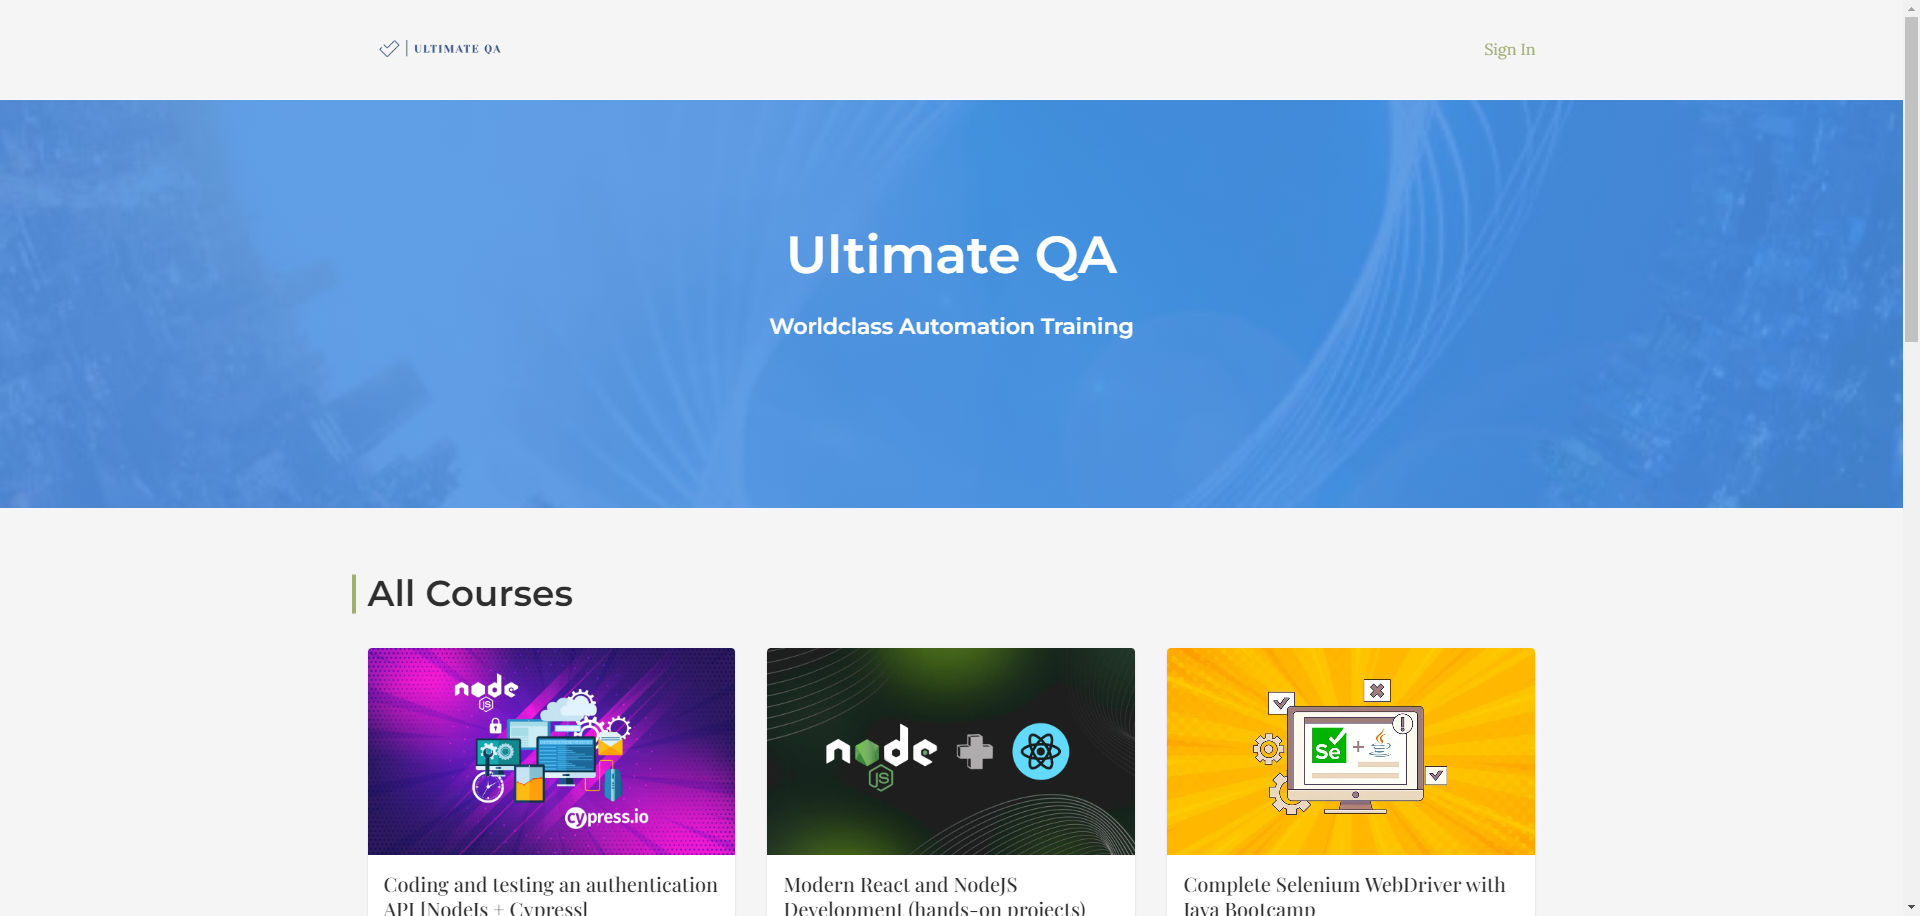 ULTIMATE QA
Sign In
Ultimate QA
Worldclass Automation Training
All Courses
node
JS
cypress.io
node
JS
Se
Coding and testing an authentication
API [NodeJs + Cypress]
Modern React and NodeJS
Development (hands-on projects)
Complete Selenium WebDriver with
Java Bootcamp